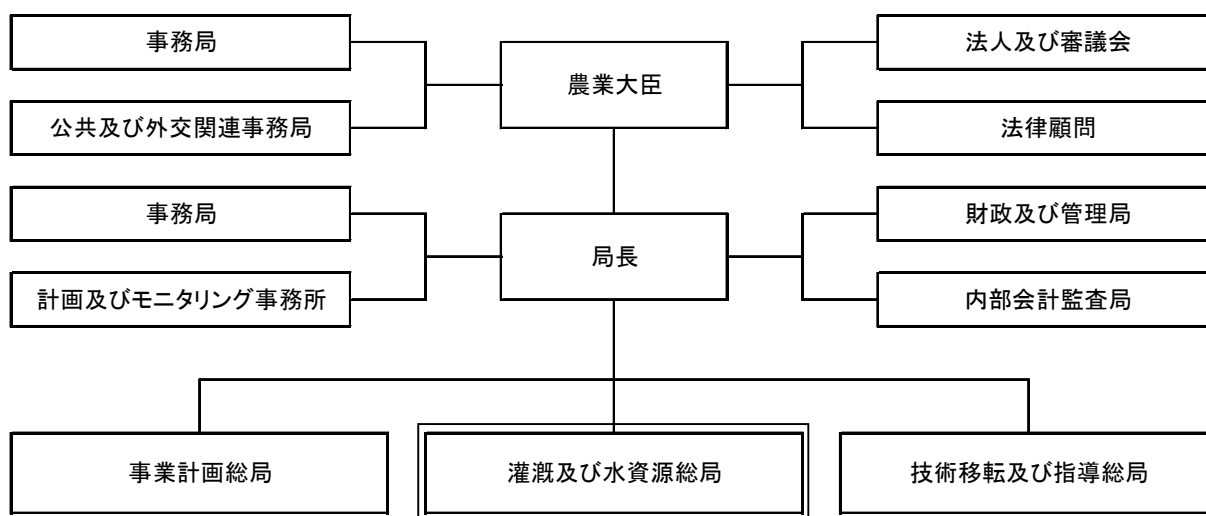 事務局
農業大臣
法人及び審議会
公共及び外交関連事務局
法律顧問
事務局
局長
財政及び管理局
計画及びモニタリング事務所
内部会計監査局
事業計画総局
灌漑及び水資源総局
技術移転及び指導総局